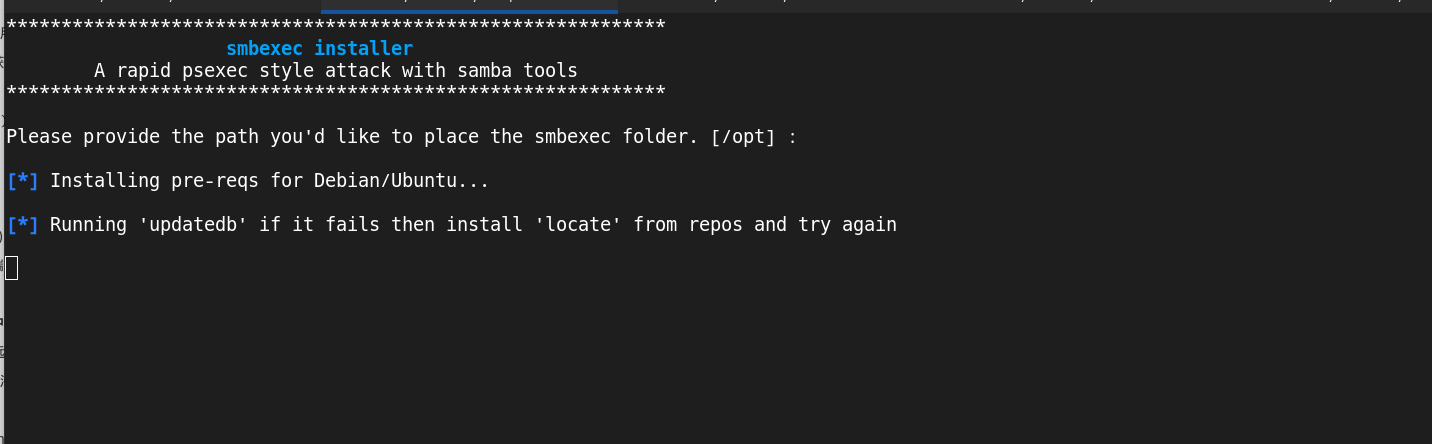 ************************************************************
smbexec installer
A rapid psexec style attack with samba tools
************************************************************
Please provide the path you'd like to place the smbexec folder. [/opt] :
[*] Installing pre-reqs for Debian/Ubuntu...
[*] Running 'updatedb' if it fails then install 'locate' from repos and try again